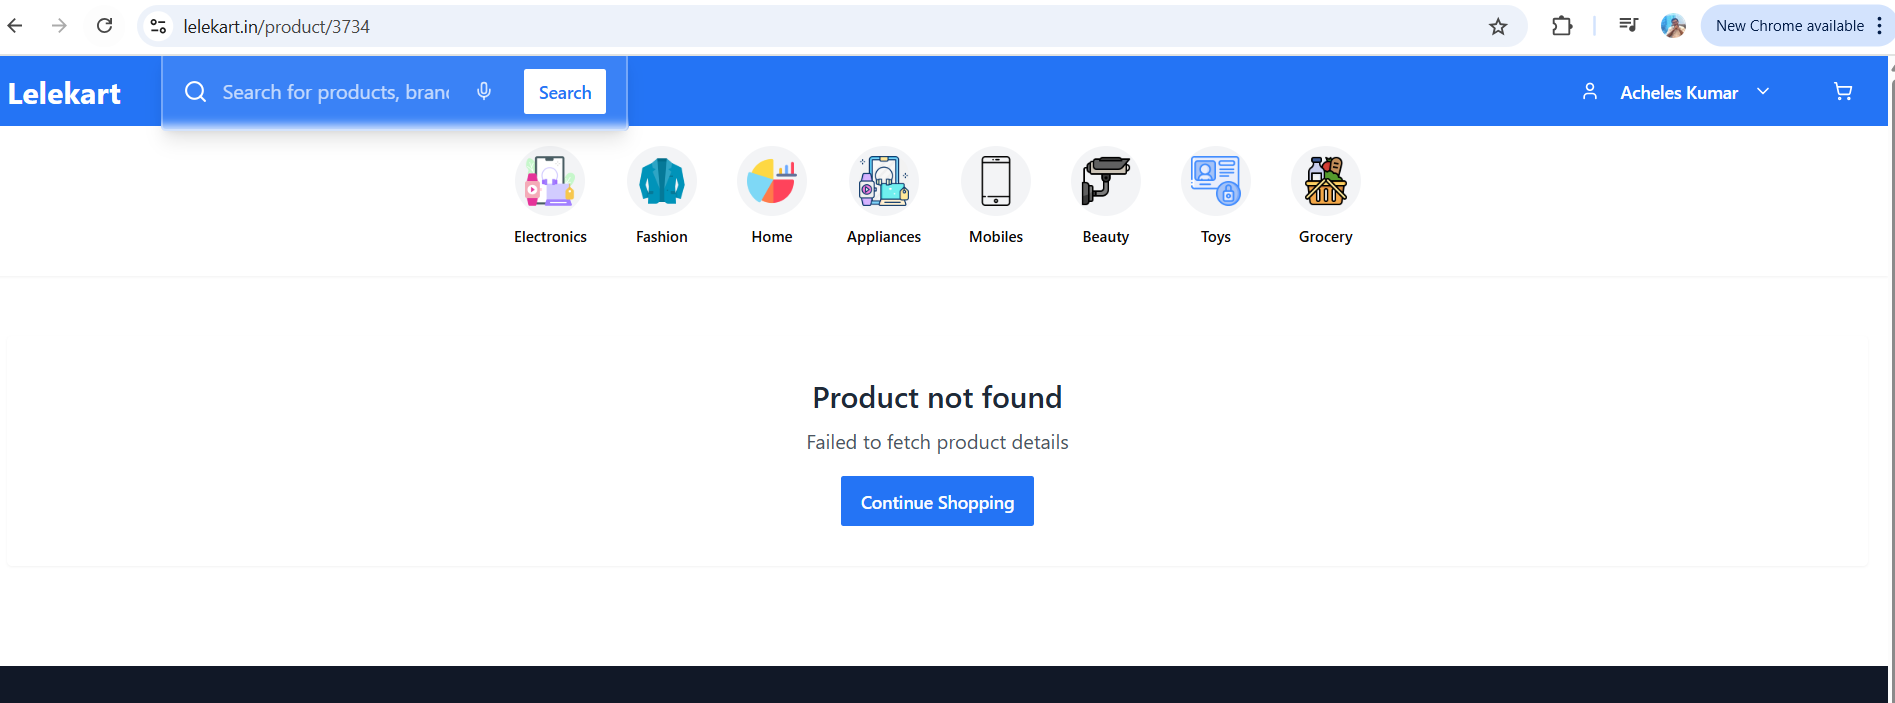 lelekart.in/product/3734
New Chrome available
Lelekart
Search for products, brand
Search
Acheles Kumar
Electronics
Fashion
Home
Appliances
Mobiles
Beauty
Toys
Grocery
Product not found
Failed to fetch product details
Continue Shopping